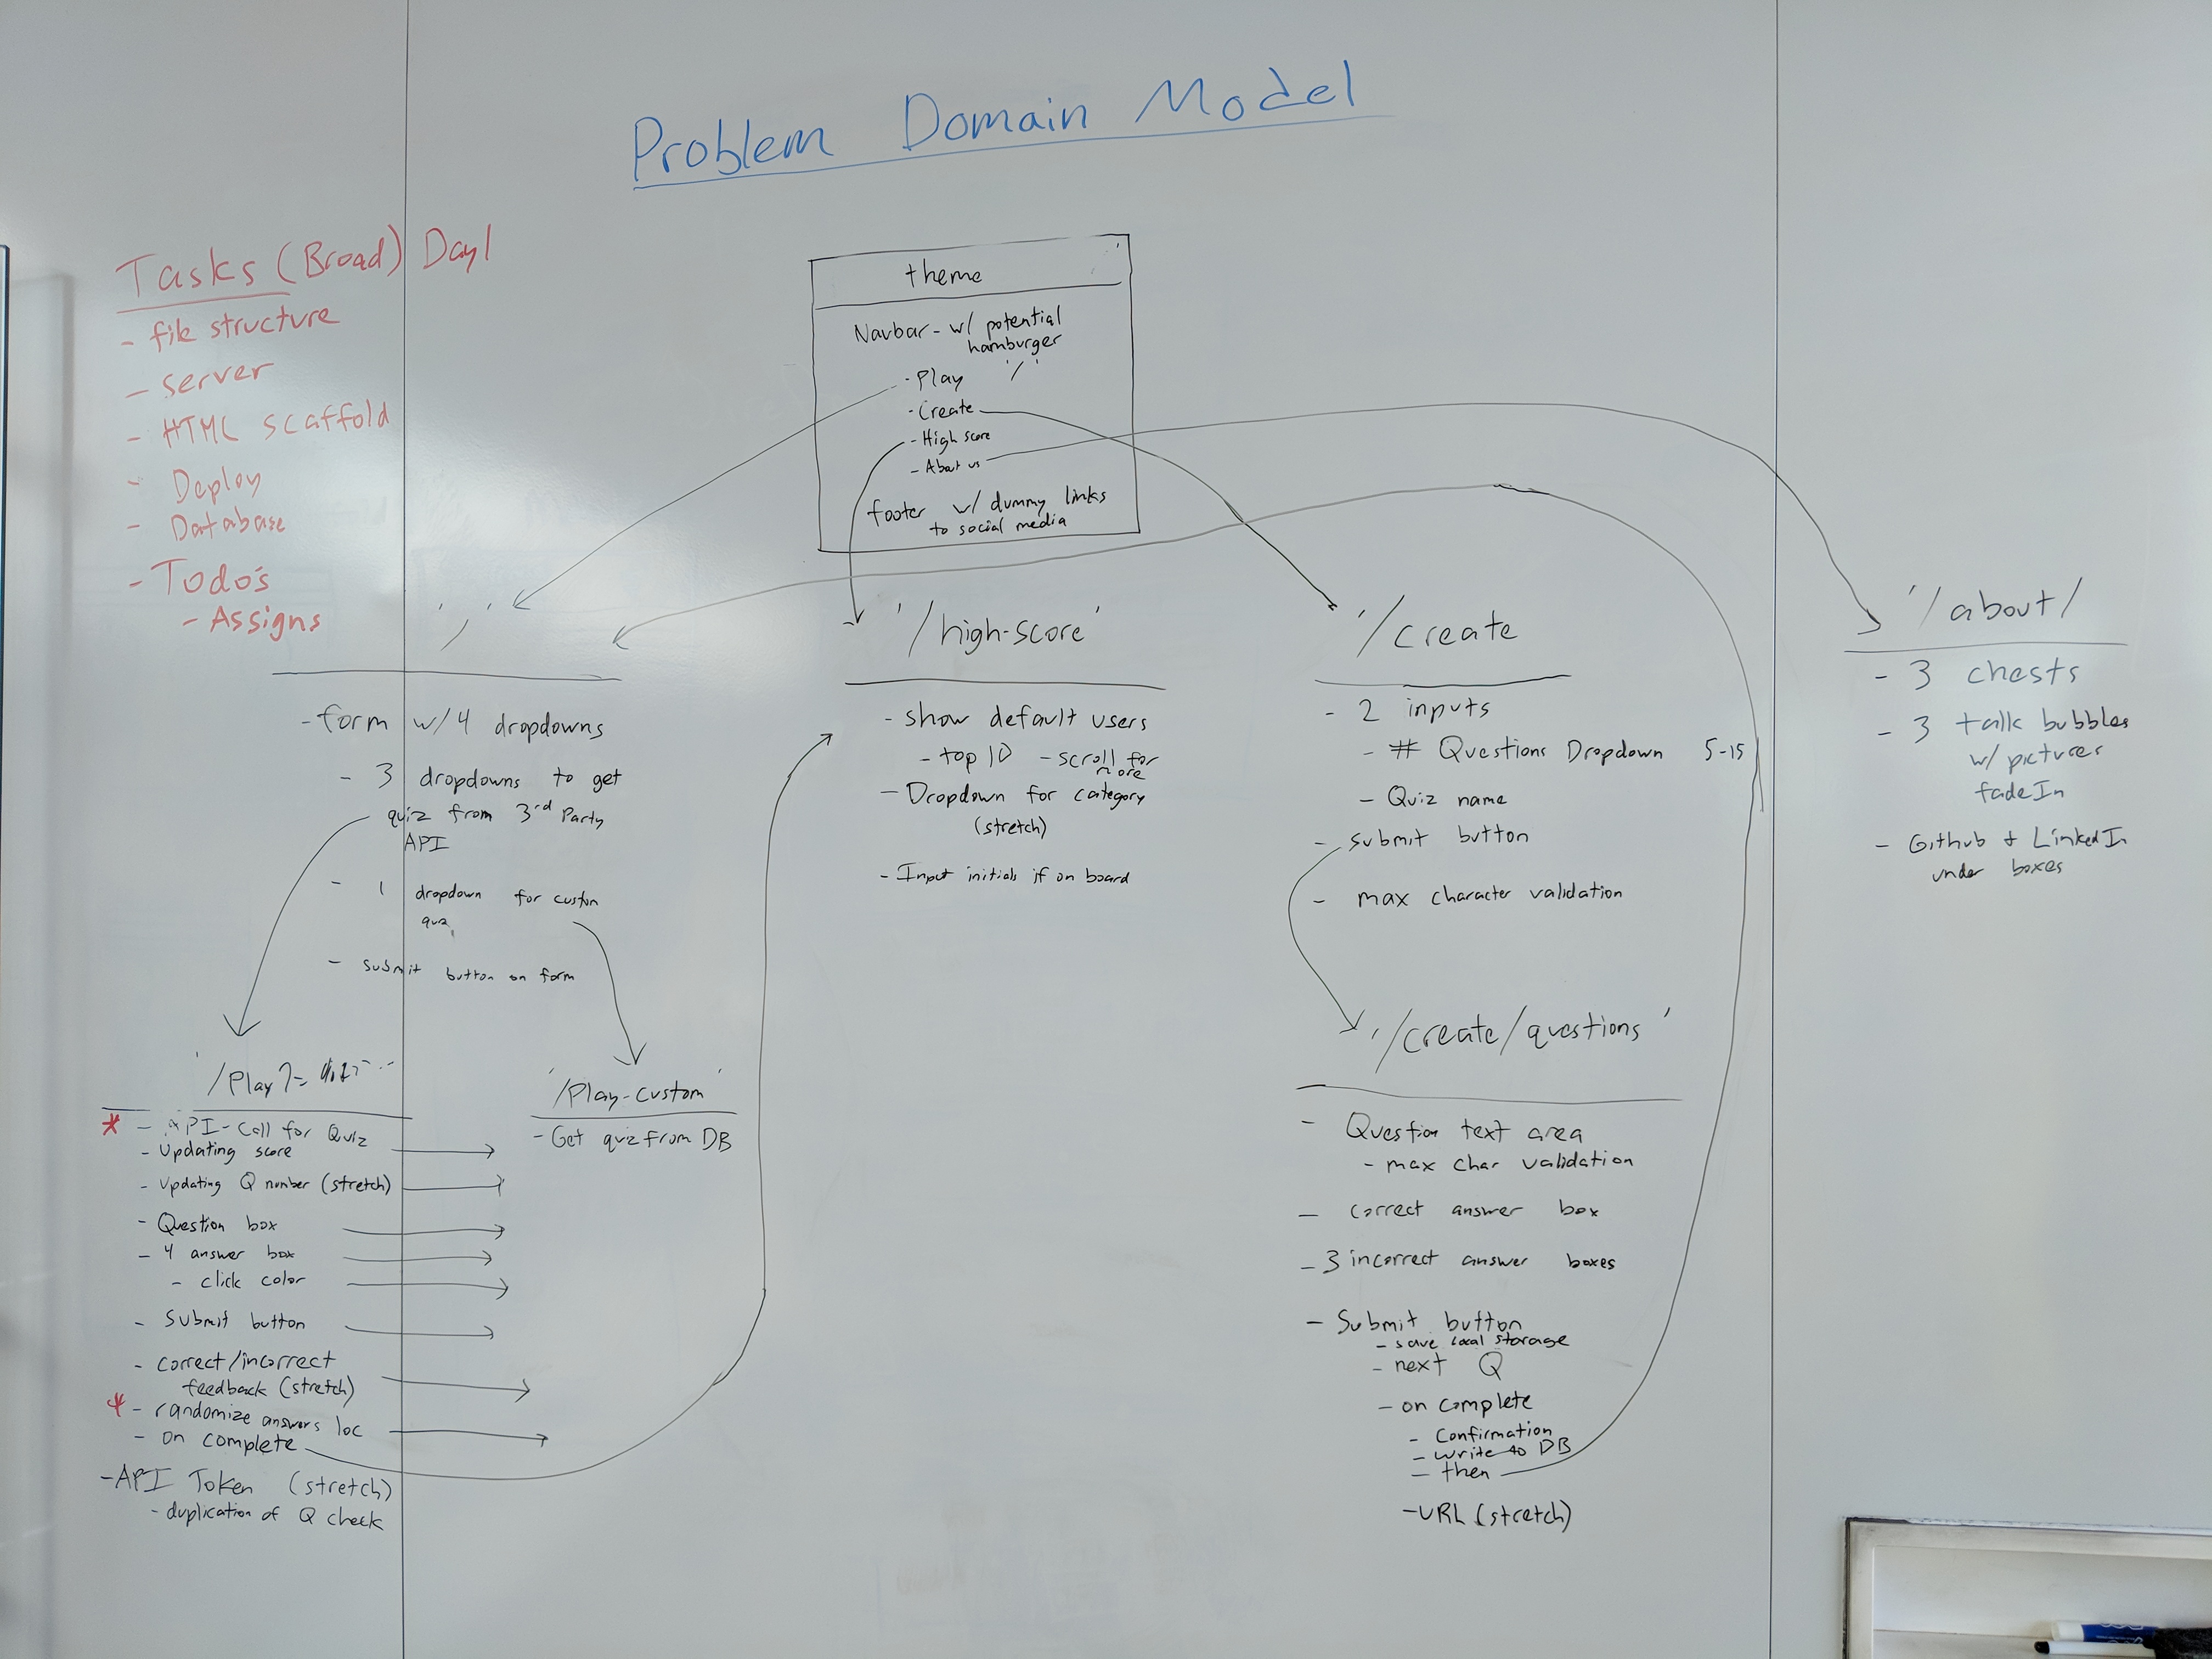 Problem Domain Model
Tasks (Broad) Day 1
- file structure
- server
- HTML scaffold
- Deploy
- Database
- Todo's
- Assigns
theme
Navbar - w/ potential
hamburger
- Play '/'
- Create
- High score
- About us
footer w/ dummy links
to social media
'/'
- form w/ 4 dropdowns
- 3 dropdowns to get
quiz from 3rd Party
API
- 1 dropdown for custom
quiz
- submit button on form
'/Play?=
* - API-Call for Quiz
- Updating score
- Updating Q number (stretch)
- Question box
- 4 answer box
- click color
- Submit button
- correct/incorrect
feedback (stretch)
* - randomize answers loc
- on complete
- API Token (stretch)
- duplication of Q check
'/Play-custom'
- Get quiz from DB
'/high-score'
- show default users
- top 10 - scroll for
more
- Dropdown for category
(stretch)
- Input initials if on board
'/create
- 2 inputs
- # Questions Dropdown 5-15
- Quiz name
- submit button
- max character validation
'/create/questions'
- Question text area
- max char validation
- correct answer box
- 3 incorrect answer boxes
- Submit button
- save local storage
- next Q
- on complete
- Confirmation
- write to DB
- then
- URL (stretch)
'/about/
- 3 chests
- 3 talk bubbles
w/ pictures
fadeIn
- Github + LinkedIn
under boxes